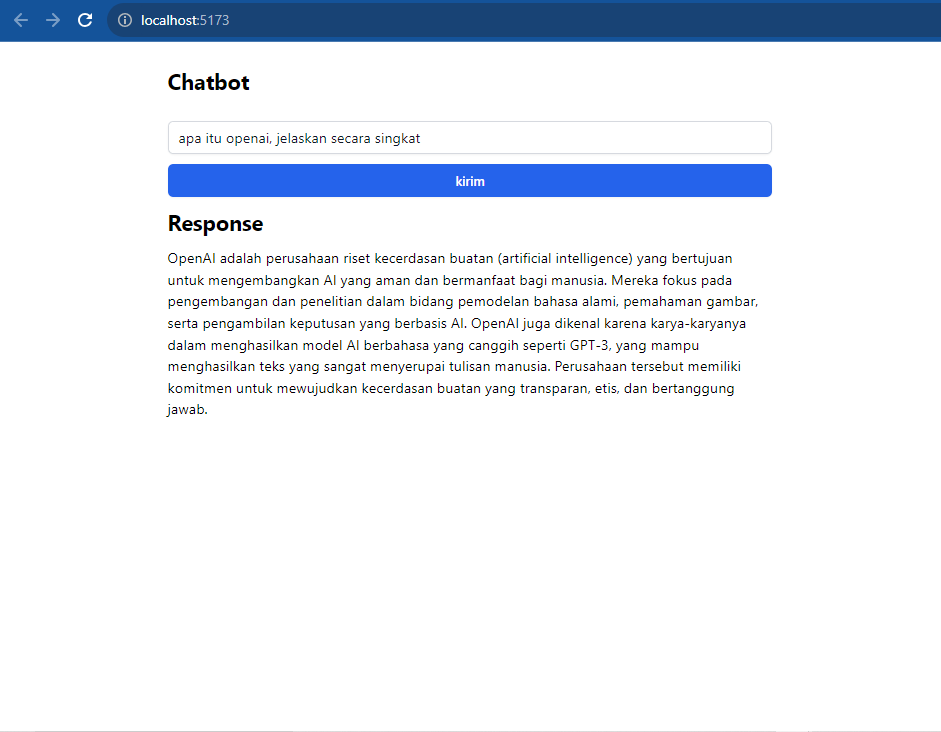 localhost:5173
Chatbot
apa itu openai, jelaskan secara singkat
kirim
Response
OpenAI adalah perusahaan riset kecerdasan buatan (artificial intelligence) yang bertujuan
untuk mengembangkan AI yang aman dan bermanfaat bagi manusia. Mereka fokus pada
pengembangan dan penelitian dalam bidang pemodelan bahasa alami, pemahaman gambar,
serta pengambilan keputusan yang berbasis AI. OpenAI juga dikenal karena karya-karyanya
dalam menghasilkan model AI berbahasa yang canggih seperti GPT-3, yang mampu
menghasilkan teks yang sangat menyerupai tulisan manusia. Perusahaan tersebut memiliki
komitmen untuk mewujudkan kecerdasan buatan yang transparan, etis, dan bertanggung
jawab.